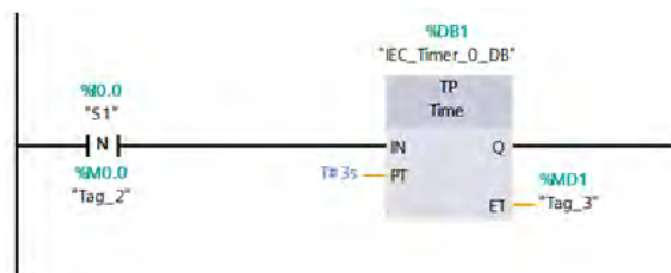 %DB1
"IEC_Timer_0_DB"
%I0.0
"S1"
N
%M0.0
"Tag_2"
TP
Time
IN
Q
T#3s
PT
ET
%MD1
"Tag_3"